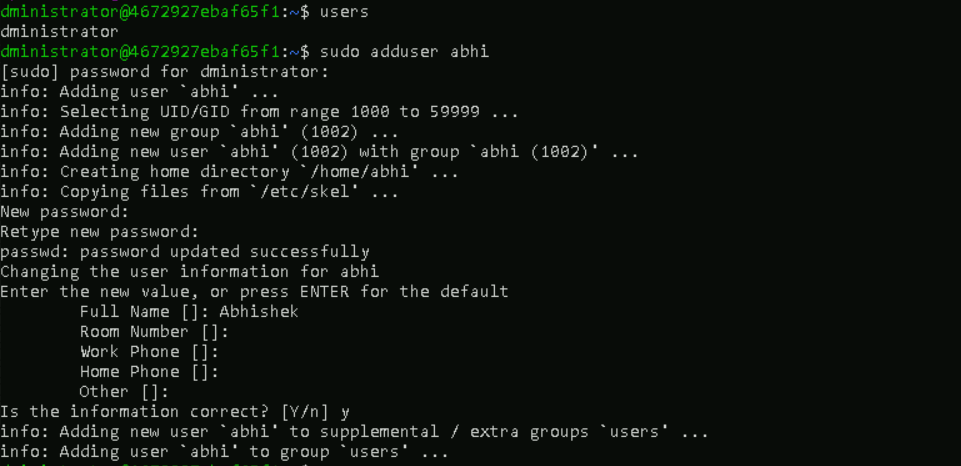 dministrator@4672927ebaf65f1:~$ users
dministrator
dministrator@4672927ebaf65f1:~$ sudo adduser abhi
[sudo] password for dministrator:
info: Adding user `abhi' ...
info: Selecting UID/GID from range 1000 to 59999 ...
info: Adding new group `abhi' (1002) ...
info: Adding new user `abhi' (1002) with group `abhi (1002)' ...
info: Creating home directory `/home/abhi' ...
info: Copying files from `/etc/skel' ...
New password:
Retype new password:
passwd: password updated successfully
Changing the user information for abhi
Enter the new value, or press ENTER for the default
        Full Name []: Abhishek
        Room Number []:
        Work Phone []:
        Home Phone []:
        Other []:
Is the information correct? [Y/n] y
info: Adding new user `abhi' to supplemental / extra groups `users' ...
info: Adding user `abhi' to group `users' ...